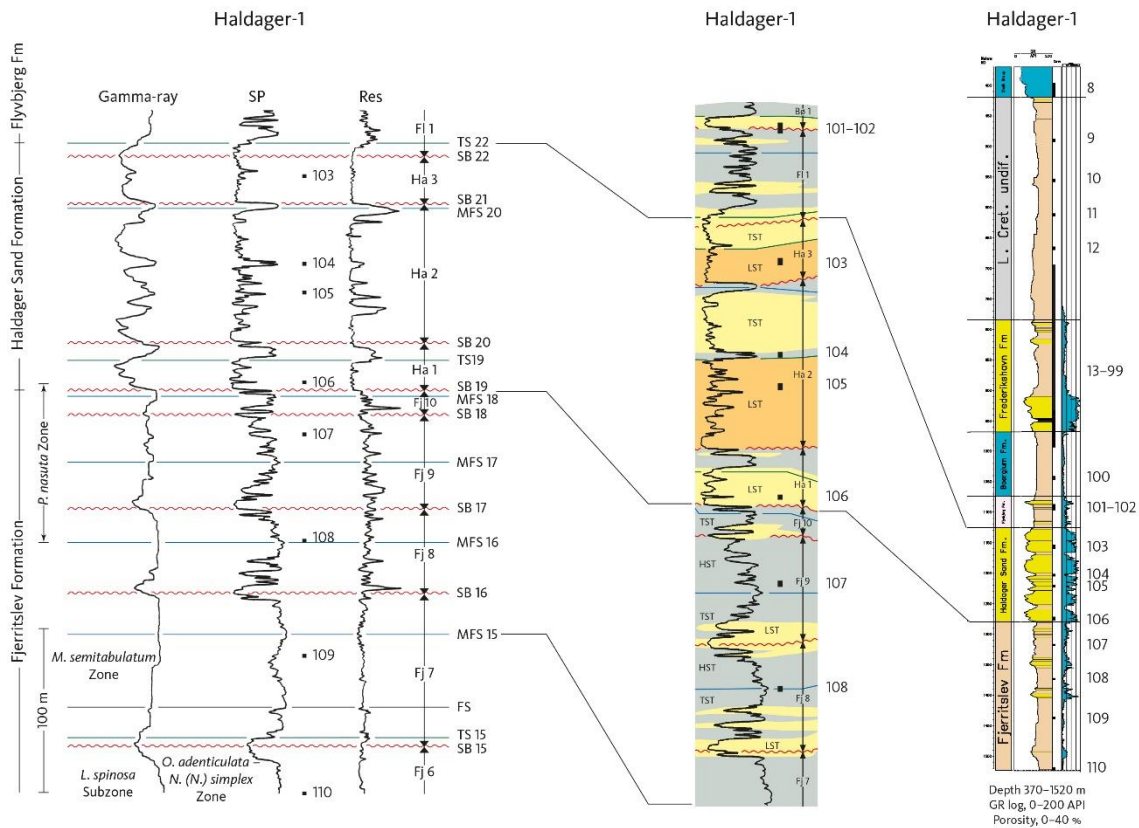 Haldager-1
Haldager-1
Haldager-1
Gamma-ray
SP
Res
Flyvbjerg Fm
Haldager Sand Formation
Fjerritslev Formation
P. nasuta Zone
100 m
M. semitabulatum
Zone
L. spinosa
Subzone
O. adenticulata –
N. (N.) simplex
Zone
103
104
105
106
107
108
109
110
Fl 1
Ha 3
Ha 2
Ha 1
Fj 10
Fj 9
Fj 8
Fj 7
Fj 6
TS 22
SB 22
SB 21
MFS 20
SB 20
TS19
SB 19
MFS 18
SB 18
MFS 17
SB 17
MFS 16
SB 16
MFS 15
FS
TS 15
SB 15
Bø 1
Fl 1
TST
Ha 3
LST
TST
Ha 2
LST
Ha 1
LST
TST
Fj 10
HST
Fj 9
TST
LST
HST
TST
Fj 8
LST
Fj 7
101–102
103
104
105
106
107
108
L. Cret. undif.
Frederikshavn Fm
Børglum Fm.
Haldager Sand Fm.
Fjerritslev Fm
8
9
10
11
12
13–99
100
101–102
103
104
105
106
107
108
109
110
Depth 370–1520 m
GR log, 0–200 API
Porosity, 0–40 %